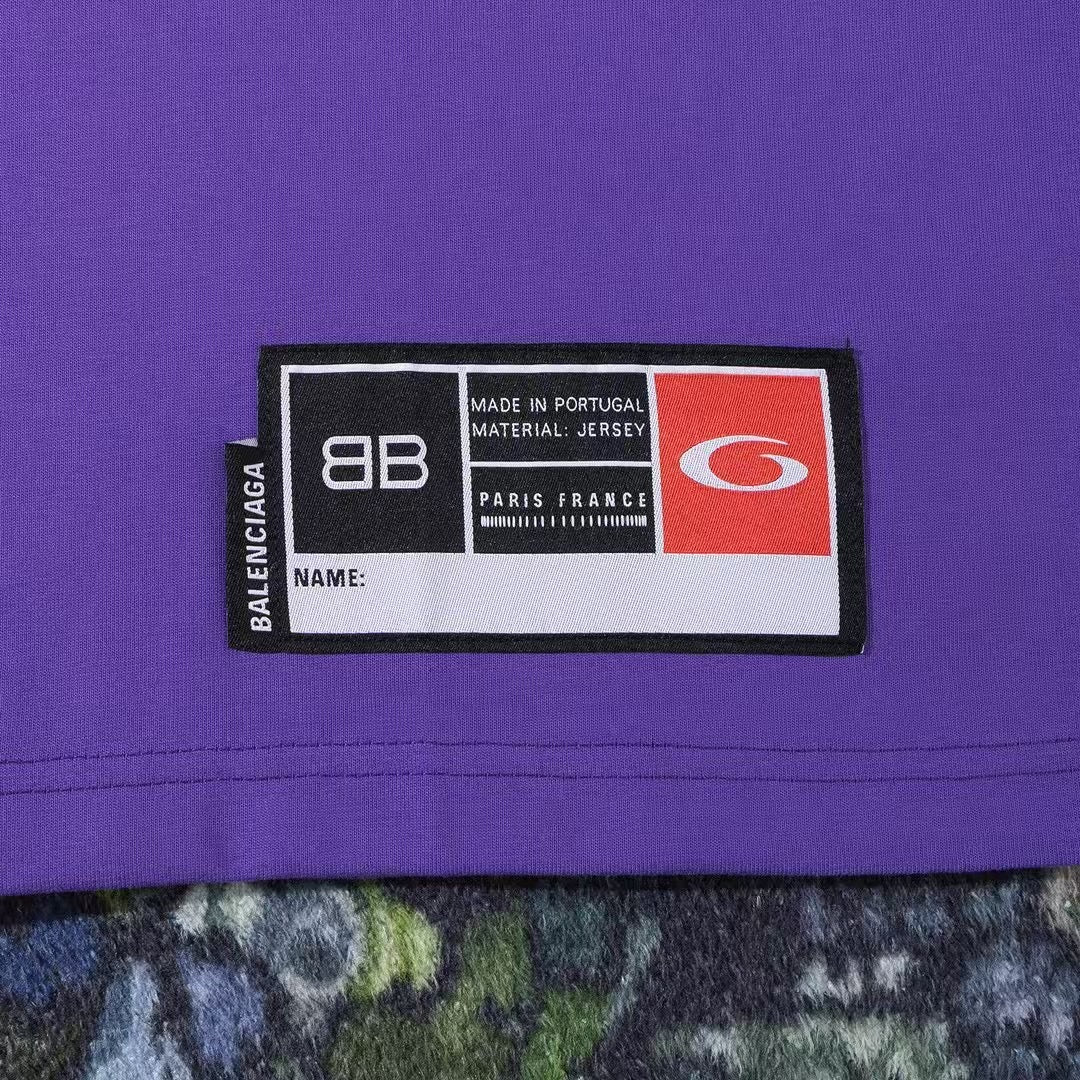 BB
MADE IN PORTUGAL
MATERIAL: JERSEY
PARIS FRANCE
NAME:
BALENCIAGA